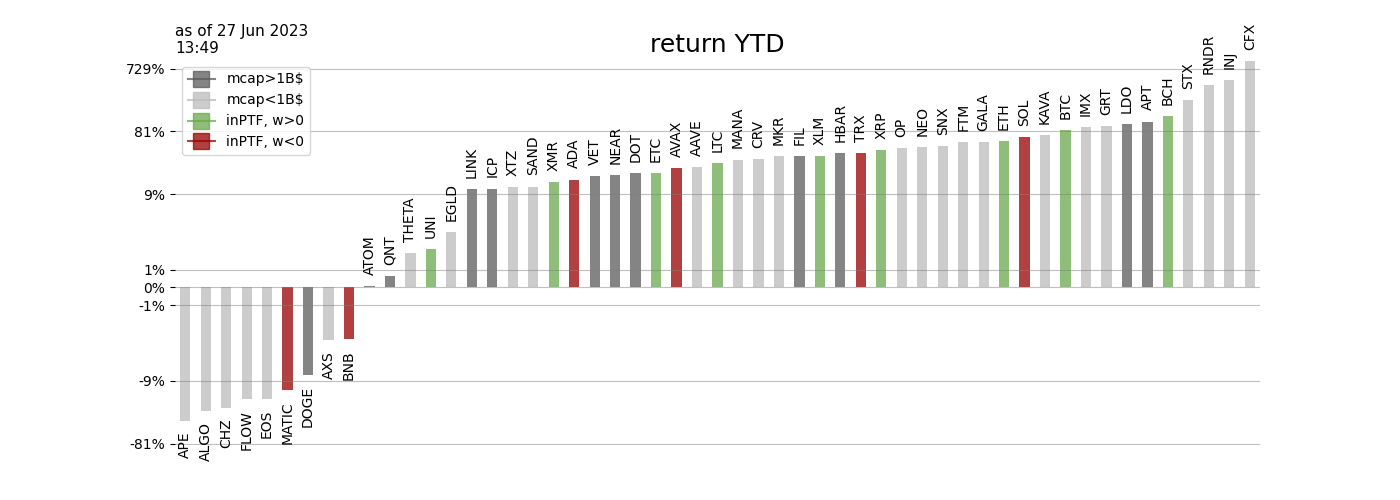 as of 27 Jun 2023
13:49
return YTD
mcap>1B$
mcap<1B$
inPTF, w>0
inPTF, w<0
729%
81%
9%
1%
0%
-1%
-9%
-81%
APE
ALGO
CHZ
FLOW
EOS
MATIC
DOGE
AXS
BNB
ATOM
QNT
THETA
UNI
EGLD
LINK
ICP
XTZ
SAND
XMR
ADA
VET
NEAR
DOT
ETC
AVAX
AAVE
LTC
MANA
CRV
MKR
FIL
XLM
HBAR
TRX
XRP
OP
NEO
SNX
FTM
GALA
ETH
SOL
KAVA
BTC
IMX
GRT
LDO
APT
BCH
STX
RNDR
INJ
CFX